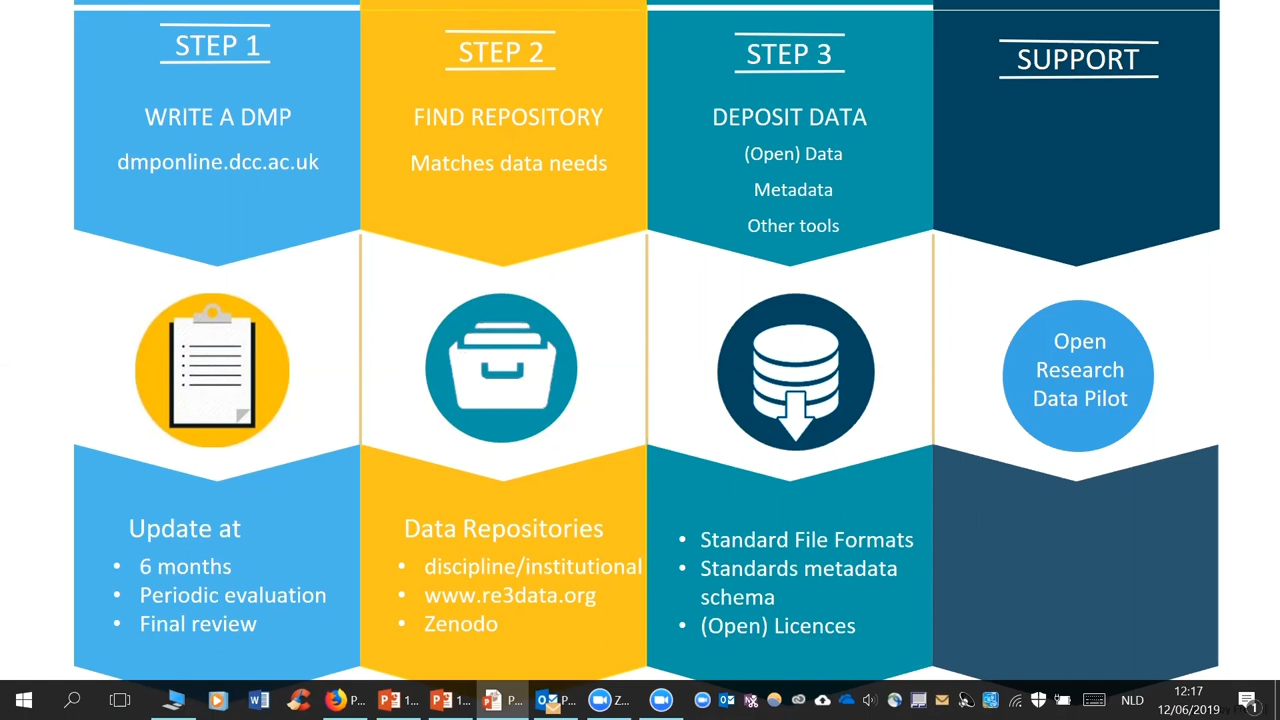 STEP 1
WRITE A DMP
dmponline.dcc.ac.uk
STEP 2
FIND REPOSITORY
Matches data needs
STEP 3
DEPOSIT DATA
(Open) Data
Metadata
Other tools
SUPPORT
Open
Research
Data Pilot
Update at
• 6 months
• Periodic evaluation
• Final review
Data Repositories
• discipline/institutional
• www.re3data.org
• Zenodo
• Standard File Formats
• Standards metadata
schema
• (Open) Licences
P... 1... 1... P... P... Z...
NLD
12:17
12/06/2019
1